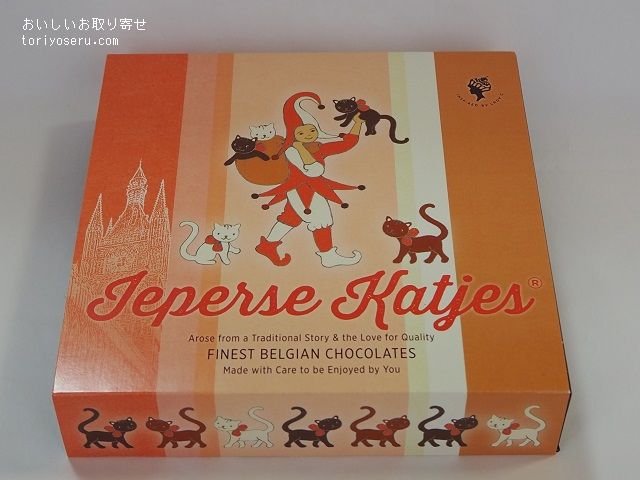 おいしいお取り寄せ
toriyoseru.com
Ieperse Katjes®
Arose from a Traditional Story & the Love for Quality
FINEST BELGIAN CHOCOLATES
Made with Care to be Enjoyed by You